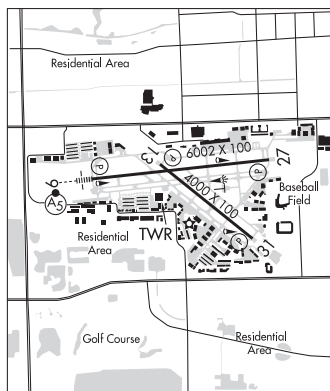 Residential Area
P
P
13
6002 X 100
27
9
A5
4000 X 100
L
Baseball
Field
P
Residential
Area
TWR
31
Golf Course
Residential
Area